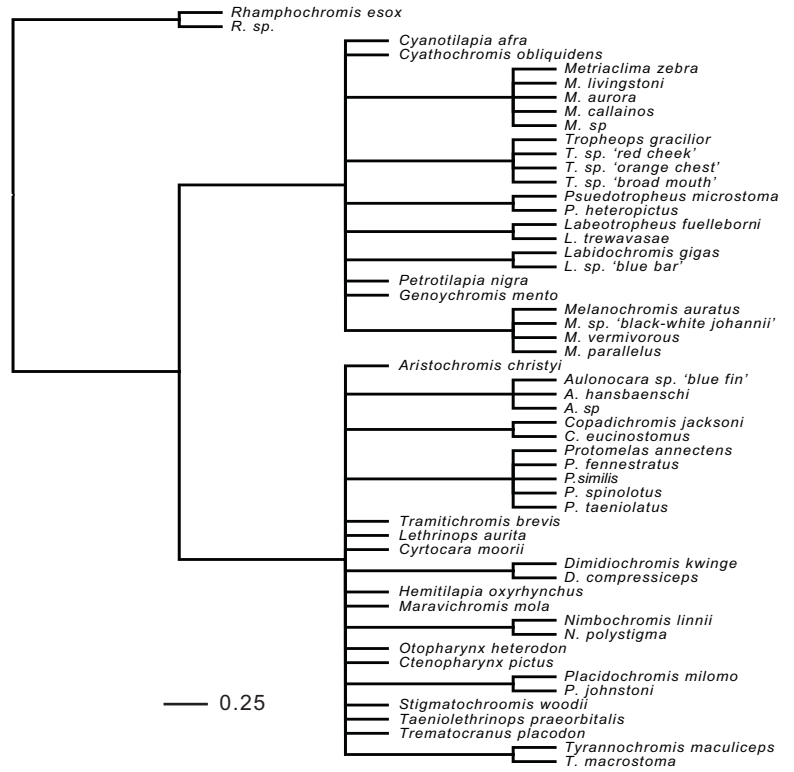 Rhamphochromis esox
R. sp.
Cyanotilapia afra
Cyathochromis obliquidens
Metriaclima zebra
M. livingstoni
M. aurora
M. callainos
M. sp
Tropheops gracilior
T. sp. ‘red cheek’
T. sp. ‘orange chest’
T. sp. ‘broad mouth’
Psuedotropheus microstoma
P. heteropictus
Labeotropheus fuelleborni
L. trewavasae
Labidochromis gigas
L. sp. ‘blue bar’
Petrotilapia nigra
Genoychromis mento
Melanochromis auratus
M. sp. ‘black-white johannii’
M. vermivorous
M. parallelus
Aristochromis christyi
Aulonocara sp. ‘blue fin’
A. hansbaenschi
A. sp
Copadichromis jacksoni
C. eucinostomus
Protomelas annectens
P. fennestratus
P.similis
P. spinolotus
P. taeniolatus
Tramitichromis brevis
Lethrinops aurita
Cyrtocara moorii
Dimidiochromis kwinge
D. compressiceps
Hemitilapia oxyrhynchus
Maravichromis mola
Nimbochromis linnii
N. polystigma
Otopharynx heterodon
Ctenopharynx pictus
Placidochromis milomo
P. johnstoni
Stigmatochroomis woodii
Taeniolethrinops praeorbitalis
Trematocranus placodon
Tyrannochromis maculiceps
T. macrostoma
0.25